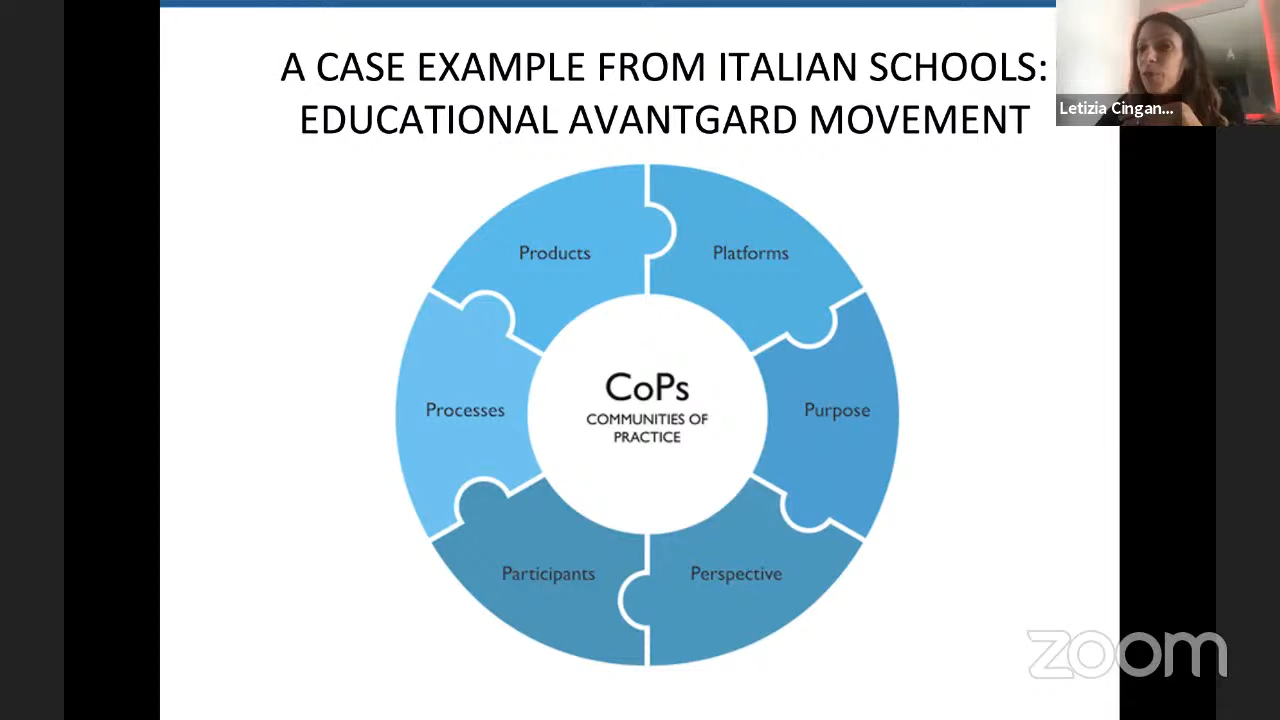 A CASE EXAMPLE FROM ITALIAN SCHOOLS:
EDUCATIONAL AVANTGARD MOVEMENT
Letizia Cingan...
Products
Platforms
Processes
CoPs
COMMUNITIES OF
PRACTICE
Purpose
Participants
Perspective
zoom